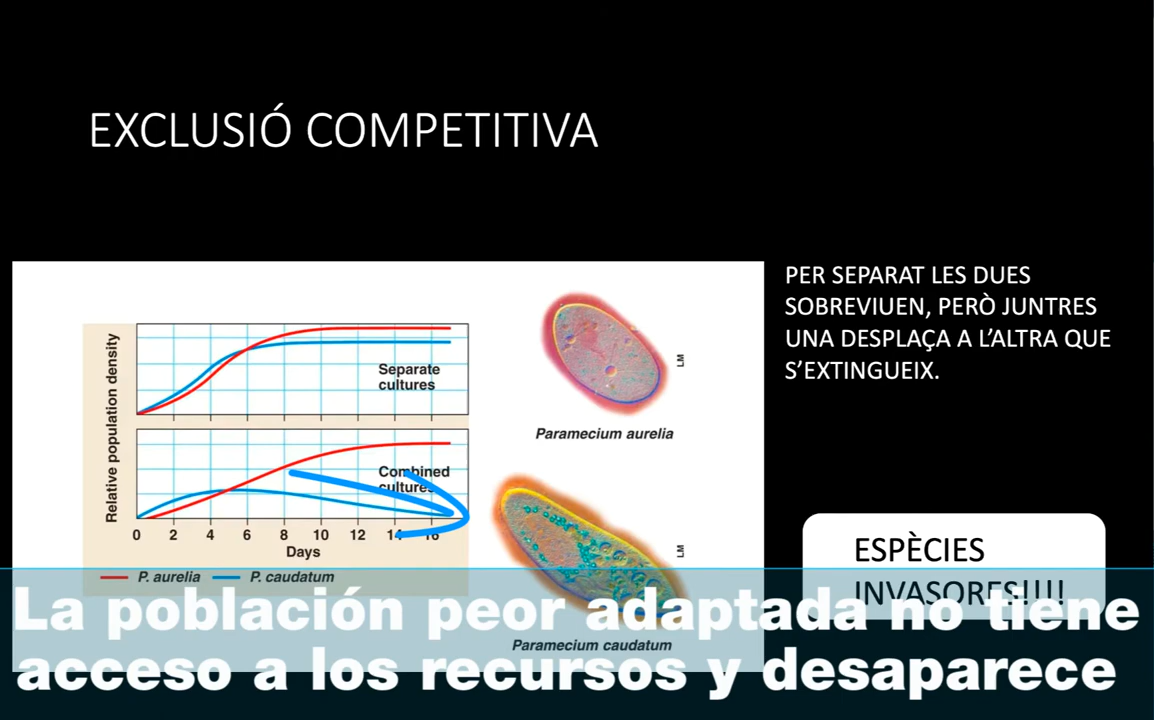 EXCLUSIÓ COMPETITIVA
PER SEPARAT LES DUES
SOBREVIUEN, PERÒ JUNTRES
UNA DESPLAÇA A L'ALTRA QUE
S'EXTINGUEIX.
Relative population density
Separate
cultures
Combined
cultures
0 2 4 6 8 10 12 14 16
Days
P. aurelia P. caudatum
LM
Paramecium aurelia
LM
Paramecium caudatum
ESPÈCIES
INVASORES!!!!
La población peor adaptada no tiene
acceso a los recursos y desaparece